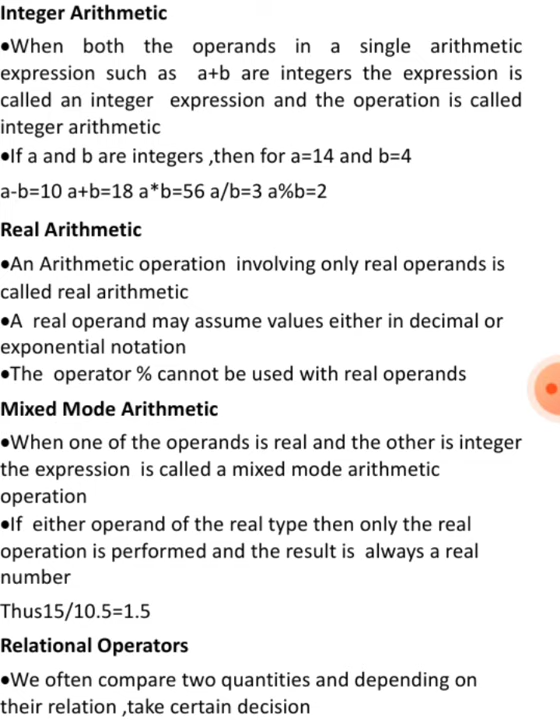 Integer Arithmetic
•When both the operands in a single arithmetic
expression such as a+b are integers the expression is
called an integer expression and the operation is called
integer arithmetic
•If a and b are integers ,then for a=14 and b=4
a-b=10 a+b=18 a*b=56 a/b=3 a%b=2
Real Arithmetic
•An Arithmetic operation involving only real operands is
called real arithmetic
•A real operand may assume values either in decimal or
exponential notation
•The operator % cannot be used with real operands
Mixed Mode Arithmetic
•When one of the operands is real and the other is integer
the expression is called a mixed mode arithmetic
operation
•If either operand of the real type then only the real
operation is performed and the result is always a real
number
Thus15/10.5=1.5
Relational Operators
•We often compare two quantities and depending on
their relation ,take certain decision